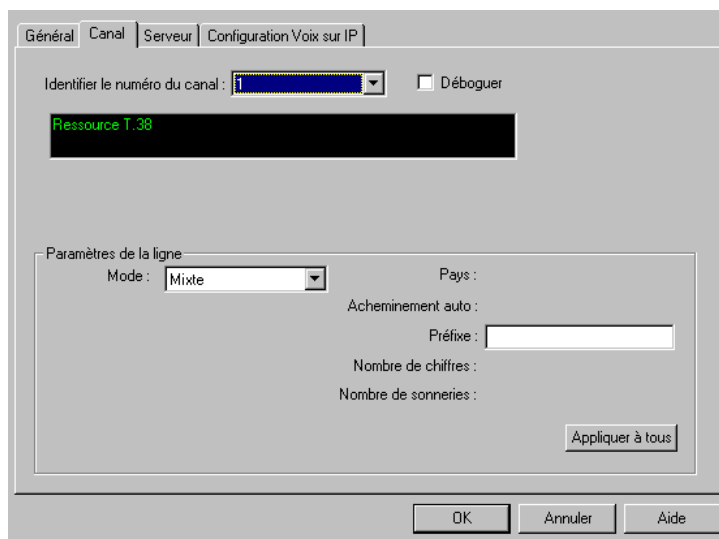 Général Canal Serveur Configuration Voix sur IP
Identifier le numéro du canal : 1 Déboguer
Ressource T.38
Paramètres de la ligne
Mode : Mixte Pays :
Acheminement auto :
Préfixe :
Nombre de chiffres :
Nombre de sonneries :
Appliquer à tous
OK Annuler Aide